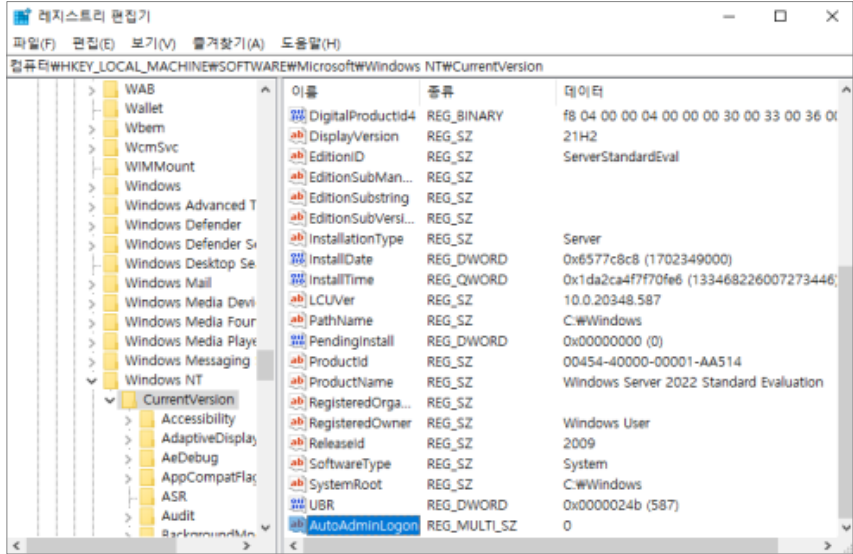 레지스트리 편집기
파일(F) 편집(E) 보기(V) 즐겨찾기(A) 도움말(H)
컴퓨터₩HKEY_LOCAL_MACHINE₩SOFTWARE₩Microsoft₩Windows NT₩CurrentVersion
WAB
Wallet
Wbem
WcmSvc
WIMMount
Windows
Windows Advanced T
Windows Defender
Windows Defender Se
Windows Desktop Se
Windows Mail
Windows Media Devi
Windows Media Four
Windows Media Playe
Windows Messaging
Windows NT
CurrentVersion
Accessibility
AdaptiveDisplay
AeDebug
AppCompatFlag
ASR
Audit
BackgroundMo
이름 종류 데이터
DigitalProductId4 REG_BINARY f8 04 00 00 04 00 00 00 30 00 33 00 36 00
DisplayVersion REG_SZ 21H2
EditionID REG_SZ ServerStandardEval
EditionSubMan... REG_SZ
EditionSubstring REG_SZ
EditionSubVersi... REG_SZ
InstallationType REG_SZ Server
InstallDate REG_DWORD 0x6577c8c8 (1702349000)
InstallTime REG_QWORD 0x1da2ca4f7f70fe6 (133468226007273446)
LCUVer REG_SZ 10.0.20348.587
PathName REG_SZ C:₩Windows
PendingInstall REG_DWORD 0x00000000 (0)
ProductId REG_SZ 00454-40000-00001-AA514
ProductName REG_SZ Windows Server 2022 Standard Evaluation
RegisteredOrga... REG_SZ
RegisteredOwner REG_SZ Windows User
ReleaseId REG_SZ 2009
SoftwareType REG_SZ System
SystemRoot REG_SZ C:₩Windows
UBR REG_DWORD 0x0000024b (587)
AutoAdminLogon REG_MULTI_SZ 0